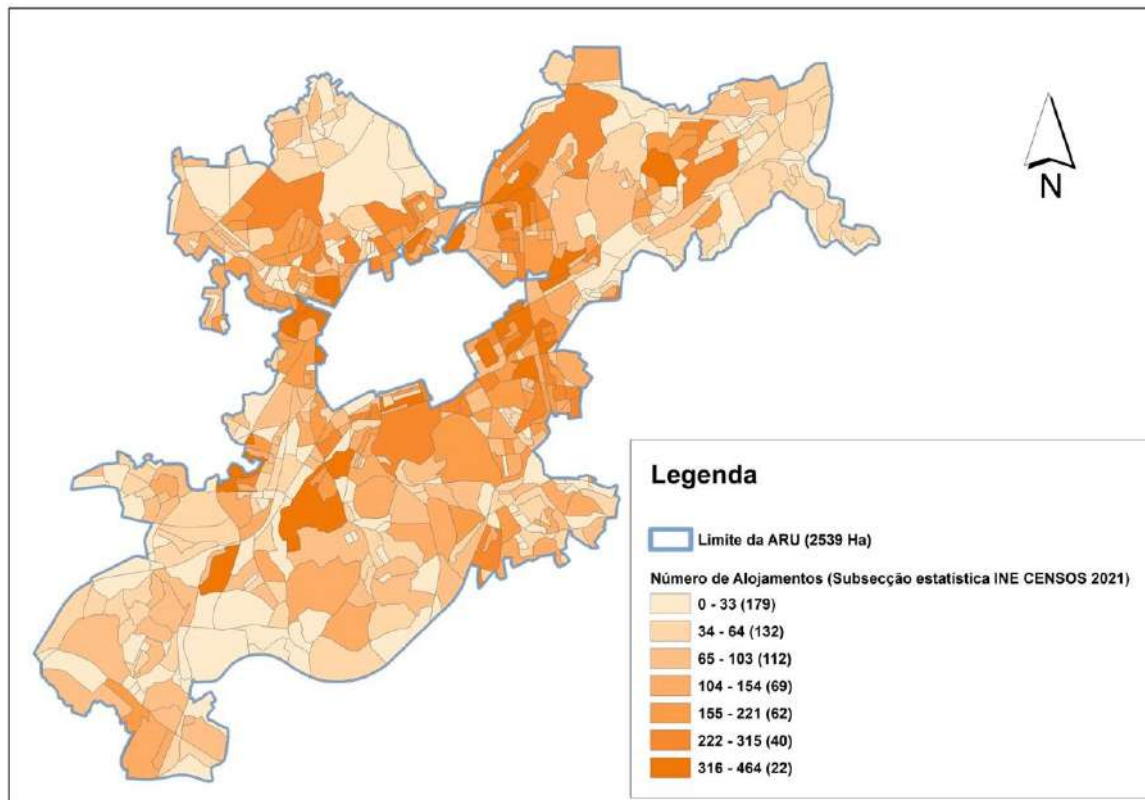 N
Legenda
Limite da ARU (2539 Ha)
Número de Alojamentos (Subsecção estatística INE CENSOS 2021)
0 - 33 (179)
34 - 64 (132)
65 - 103 (112)
104 - 154 (69)
155 - 221 (62)
222 - 315 (40)
316 - 464 (22)